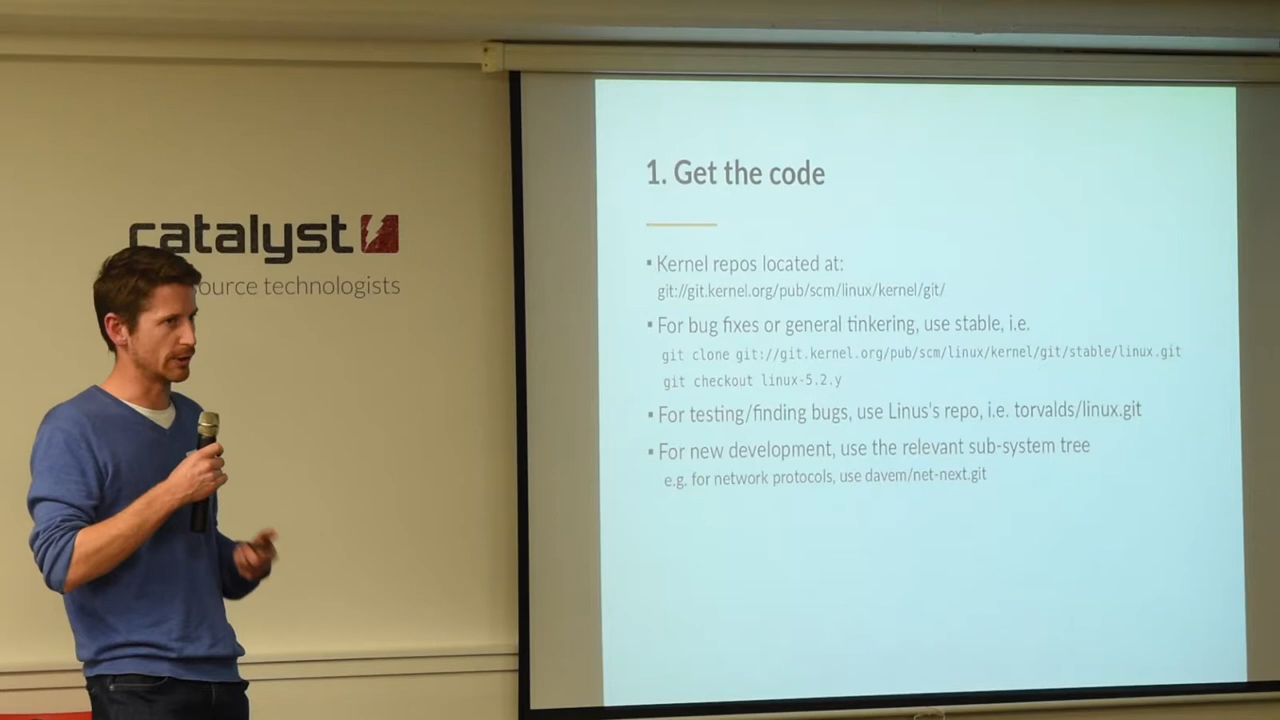 catalyst
source technologists
1. Get the code
▪ Kernel repos located at:
git://git.kernel.org/pub/scm/linux/kernel/git/
▪ For bug fixes or general tinkering, use stable, i.e.
git clone git://git.kernel.org/pub/scm/linux/kernel/git/stable/linux.git
git checkout linux-5.2.y
▪ For testing/finding bugs, use Linus's repo, i.e. torvalds/linux.git
▪ For new development, use the relevant sub-system tree
e.g. for network protocols, use davem/net-next.git